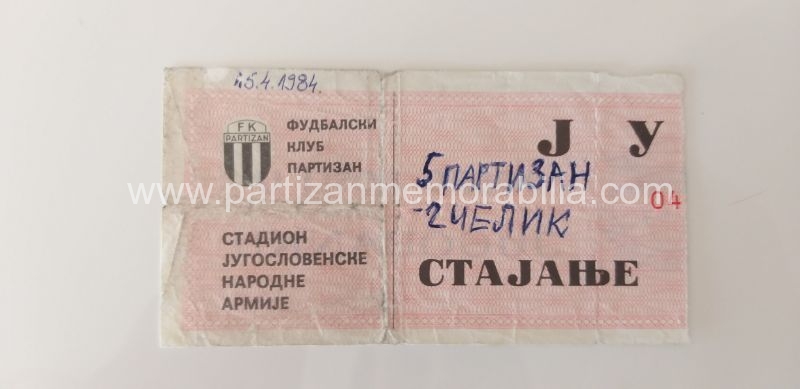 15.4.1984.
FK
PARTIZAN
ФУДБАЛСКИ
КЛУБ
ПАРТИЗАН
СТАДИОН
ЈУГОСЛОВЕНСКЕ
НАРОДНЕ
АРМИЈЕ
Ј У
5 ПАРТИЗАН
-2 ЧЕЛИК
04
СТАЈАЊЕ
www.partizanmemorabilia.com